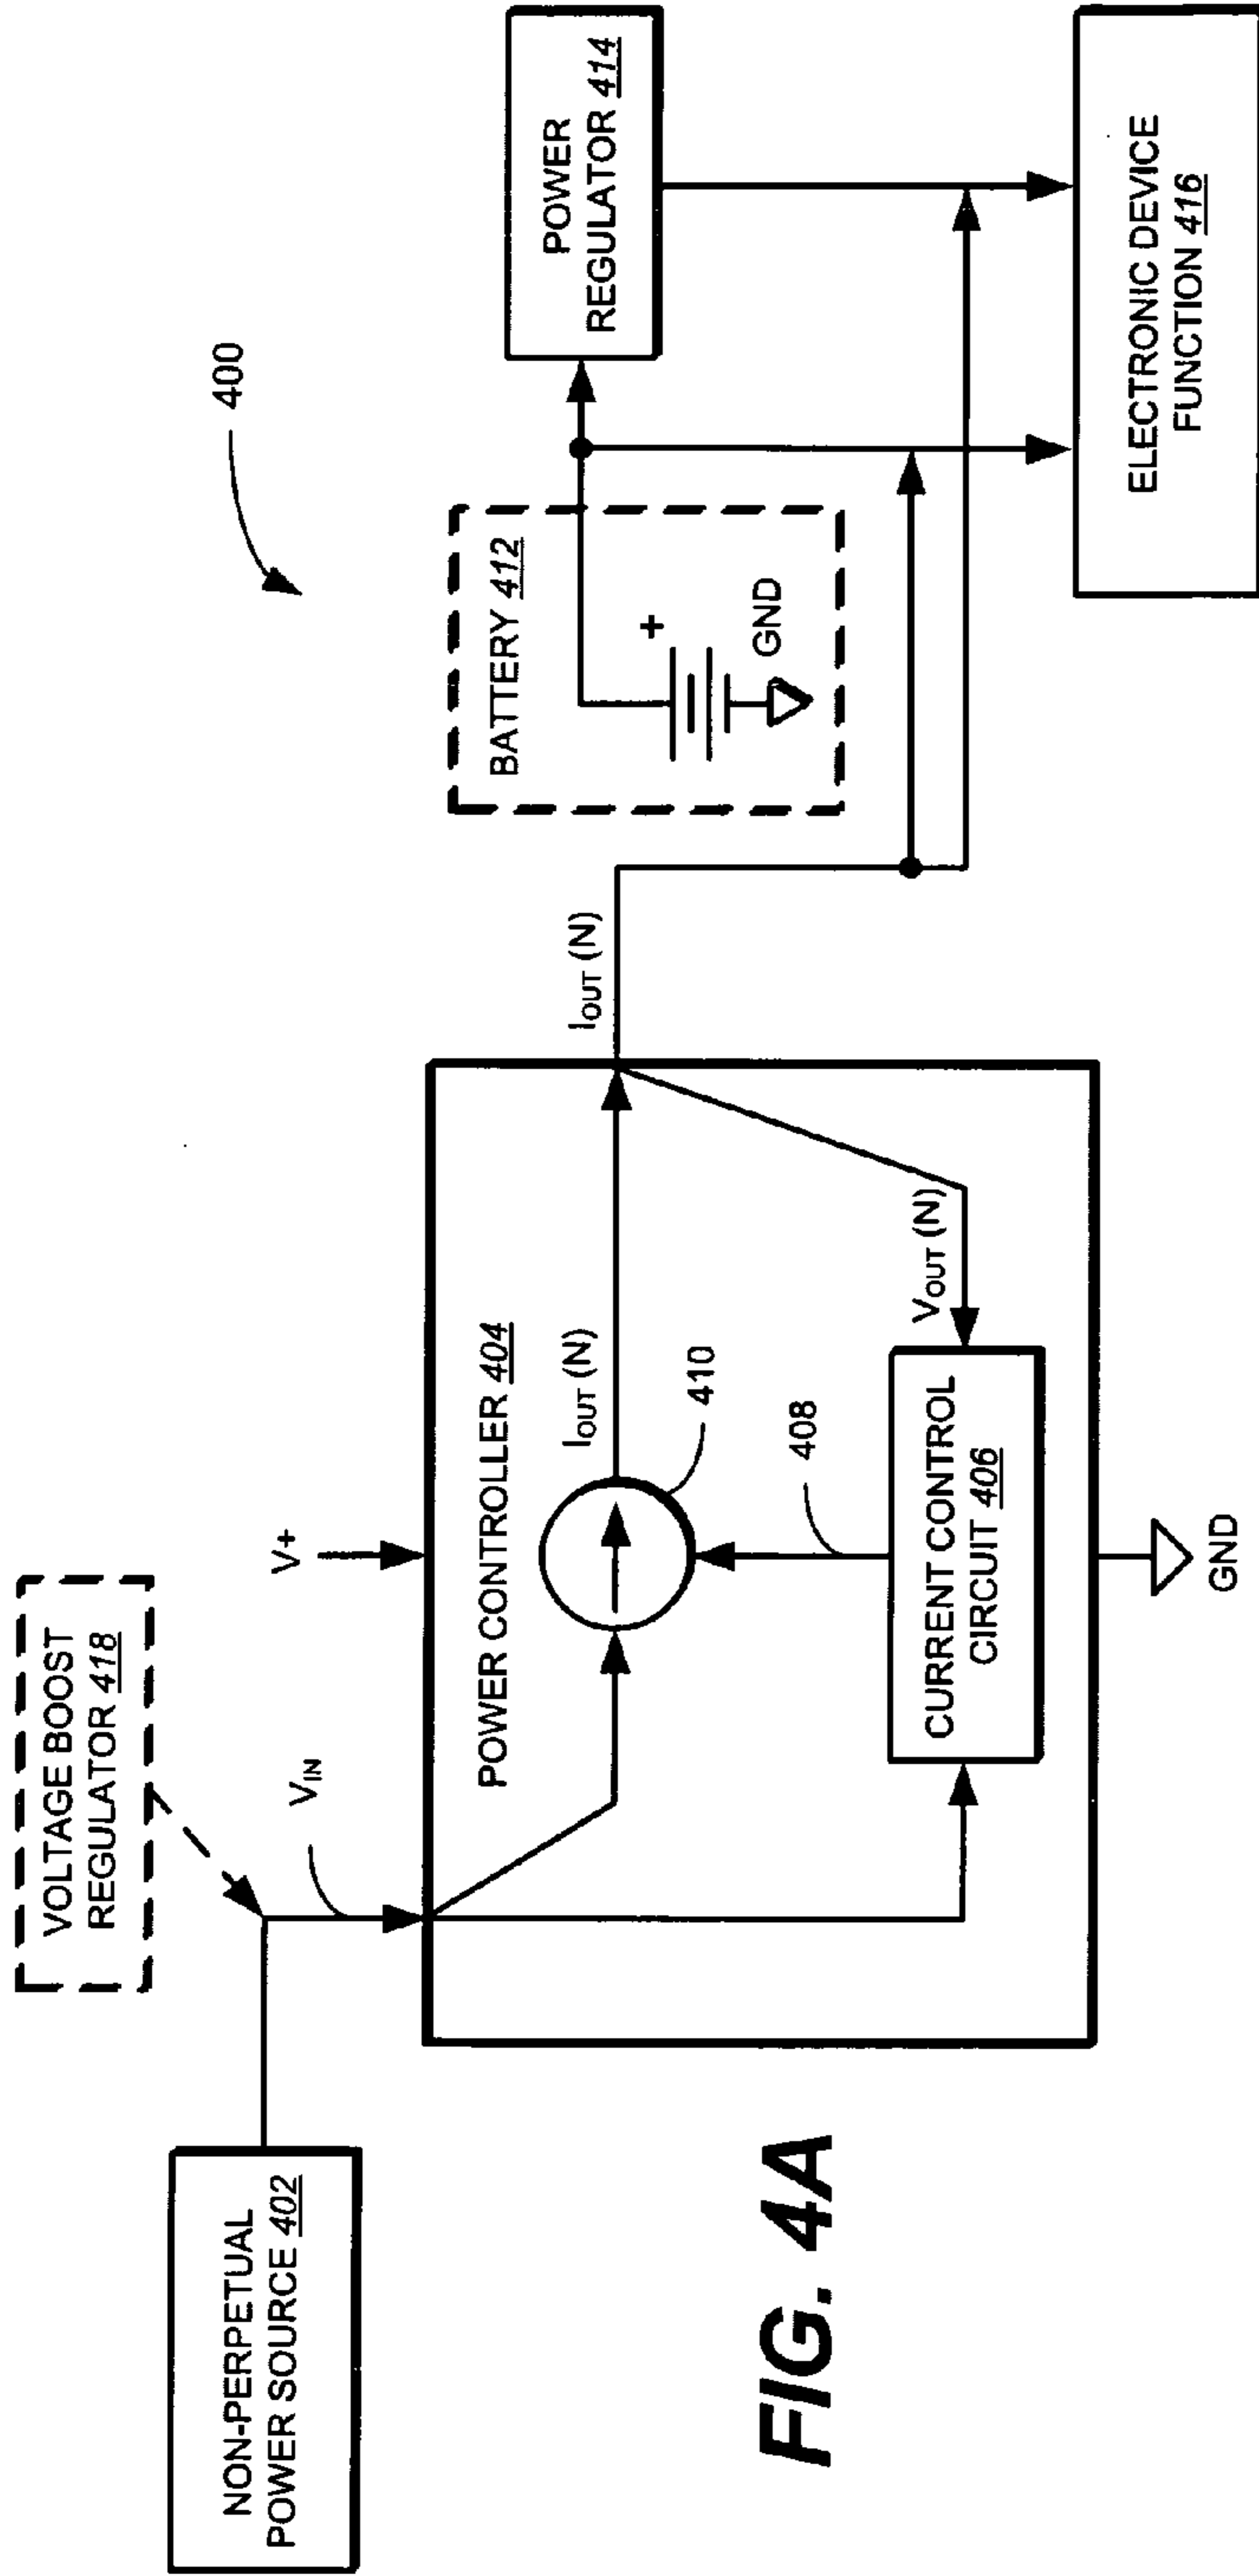 400
VOLTAGE BOOST
REGULATOR 418
NON-PERPETUAL
POWER SOURCE 402
VIN
V+
POWER CONTROLLER 404
IOUT (N)
410
408
VOUT (N)
CURRENT CONTROL
CIRCUIT 406
GND
IOUT (N)
BATTERY 412
+
GND
POWER
REGULATOR 414
ELECTRONIC DEVICE
FUNCTION 416
FIG. 4A